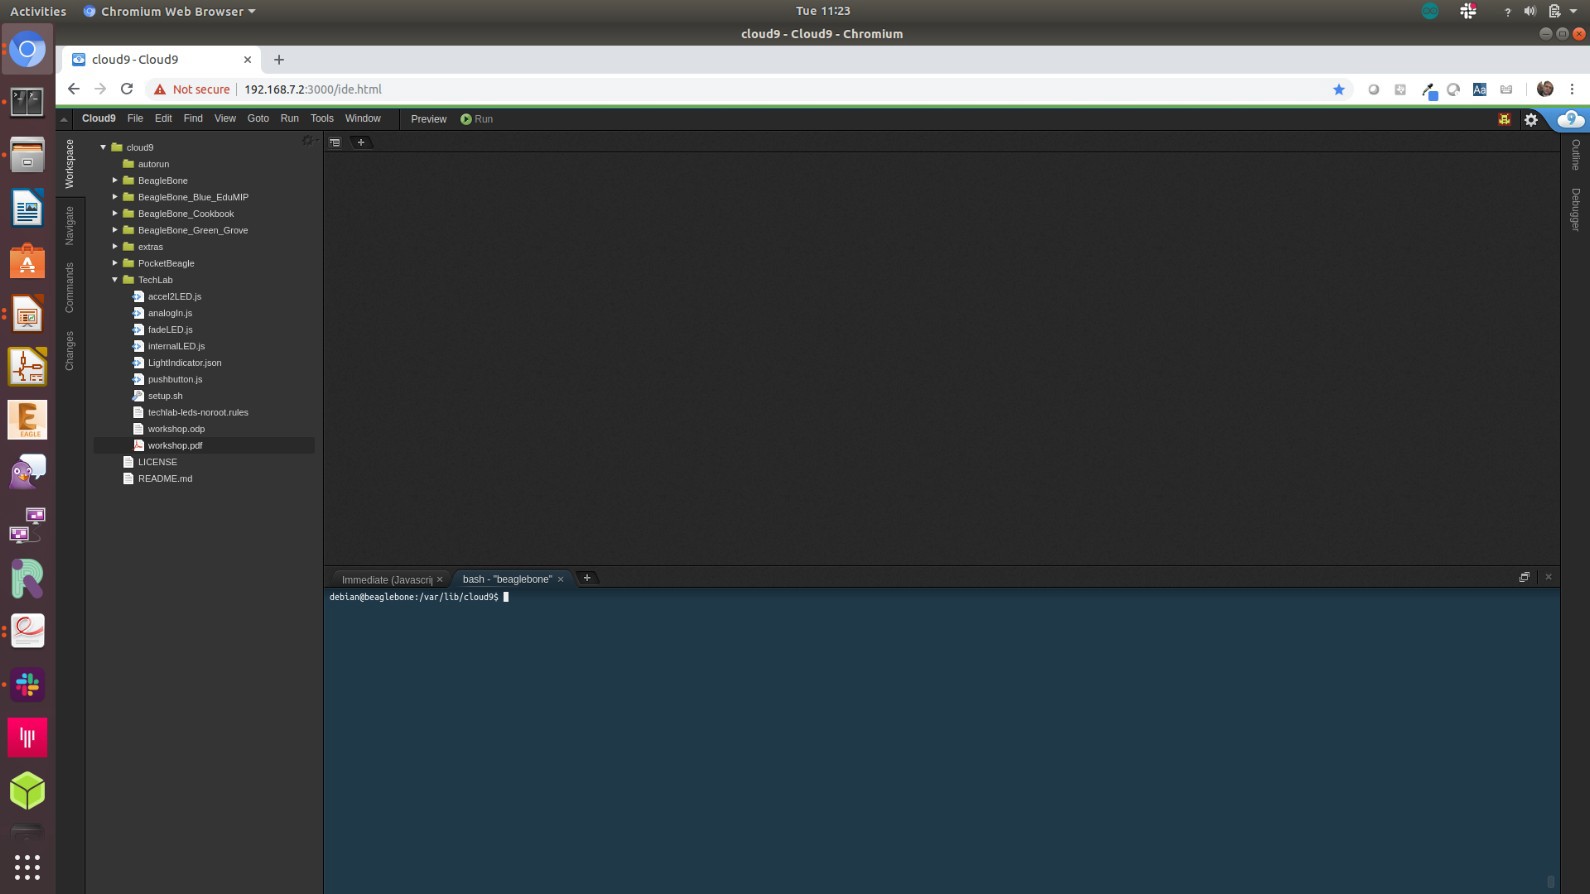 Activities
Chromium Web Browser
Tue 11:23
?
cloud9 - Cloud9 - Chromium
cloud9 - Cloud9
Not secure
192.168.7.2:3000/ide.html
Cloud9
File
Edit
Find
View
Goto
Run
Tools
Window
Preview
Run
Workspace
Navigate
Commands
Changes
cloud9
autorun
BeagleBone
BeagleBone_Blue_EduMIP
BeagleBone_Cookbook
BeagleBone_Green_Grove
extras
PocketBeagle
TechLab
accel2LED.js
analogIn.js
fadeLED.js
internalLED.js
LightIndicator.json
pushbutton.js
setup.sh
techlab-leds-noroot.rules
workshop.odp
workshop.pdf
LICENSE
README.md
Outline
Debugger
Immediate (Javascri
bash - "beaglebone"
debian@beaglebone:/var/lib/cloud9$
E
EAGLE
Aa
9